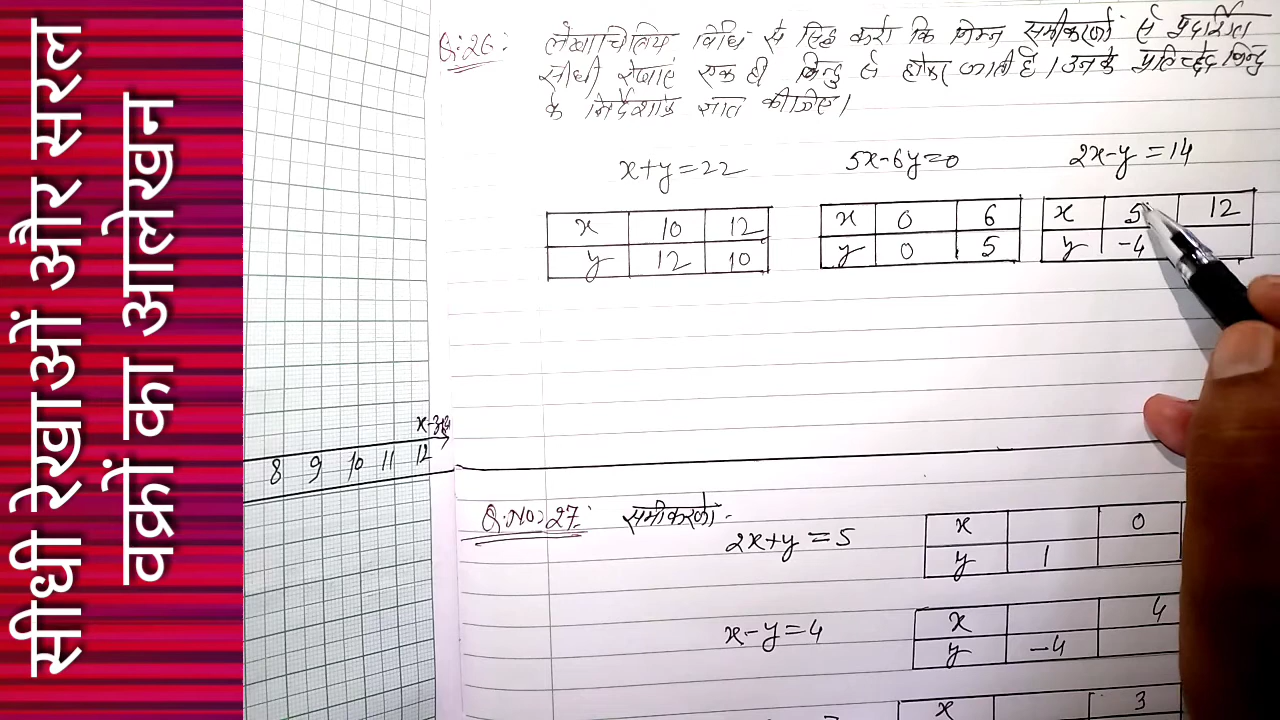 सीधी रेखाओं और सरल
वक्रों का आलेखन
Q.26: लेखाचित्रिय विधि से सिद्ध करो कि निम्न समीकरणों से प्रदर्शित
सीधी रेखाएं एक ही बिन्दु से होकर जाती है। उनके प्रतिच्छेद बिन्दु
के निर्देशांक ज्ञात कीजिए।
x+y=22 5x-6y=0 2x-y=14
x 10 12 x 0 6 x 5 12
y 12 10 y 0 5 y -4
x-अक्ष
8 9 10 11 12
Q.No:27: समीकरणों-
2x+y=5
x 0
y 1
x-y=4
x 4
y -4
x 3